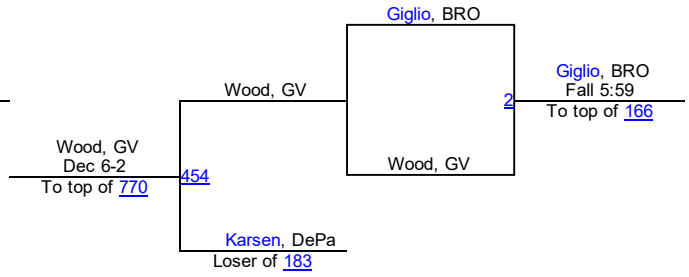 Giglio, BRO
Wood, GV
2
Giglio, BRO
Fall 5:59
To top of 166
Wood, GV
Dec 6-2
To top of 770
454
Wood, GV
Karsen, DePa
Loser of 183